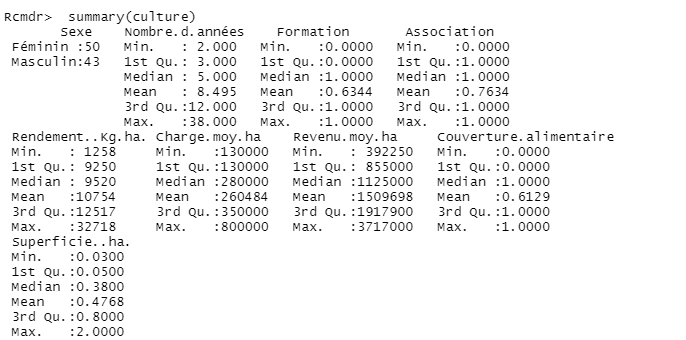 Rcmdr>  summary(culture)
       Sexe    Nombre.d.années    Formation       Association
 Féminin :50   Min.   : 2.000   Min.   :0.0000   Min.   :0.0000
 Masculin:43   1st Qu.: 3.000   1st Qu.:0.0000   1st Qu.:1.0000
               Median : 5.000   Median :1.0000   Median :1.0000
               Mean   : 8.495   Mean   :0.6344   Mean   :0.7634
               3rd Qu.:12.000   3rd Qu.:1.0000   3rd Qu.:1.0000
               Max.   :38.000   Max.   :1.0000   Max.   :1.0000
 Rendement..Kg.ha. Charge.moy.ha    Revenu.moy.ha     Couverture.alimentaire
 Min.   : 1258     Min.   :130000   Min.   : 392250   Min.   :0.0000
 1st Qu.: 9250     1st Qu.:130000   1st Qu.: 855000   1st Qu.:0.0000
 Median : 9520     Median :280000   Median :1125000   Median :1.0000
 Mean   :10754     Mean   :260484   Mean   :1509698   Mean   :0.6129
 3rd Qu.:12517     3rd Qu.:350000   3rd Qu.:1917900   3rd Qu.:1.0000
 Max.   :32718     Max.   :800000   Max.   :3717000   Max.   :1.0000
 Superficie..ha.
 Min.   :0.0300
 1st Qu.:0.0500
 Median :0.3800
 Mean   :0.4768
 3rd Qu.:0.8000
 Max.   :2.0000